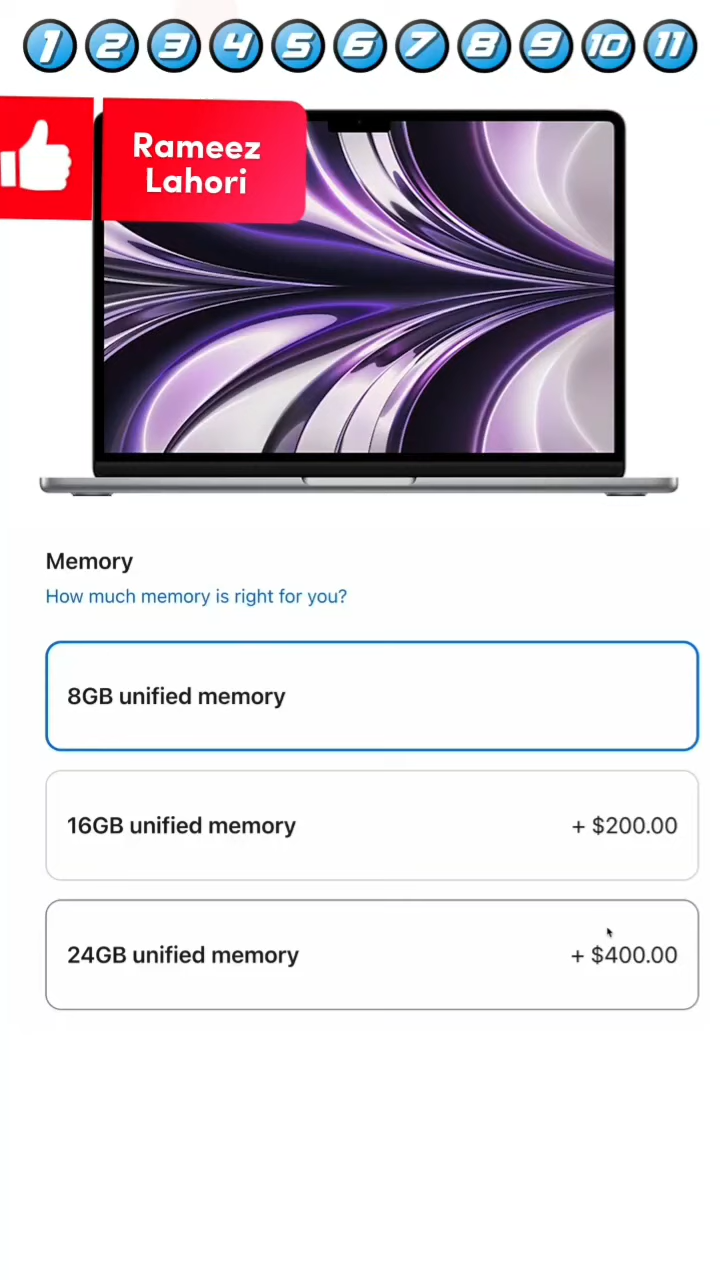 1 2 3 4 5 6 7 8 9 10 11
Rameez
Lahori
Memory
How much memory is right for you?
8GB unified memory
16GB unified memory + $200.00
24GB unified memory + $400.00